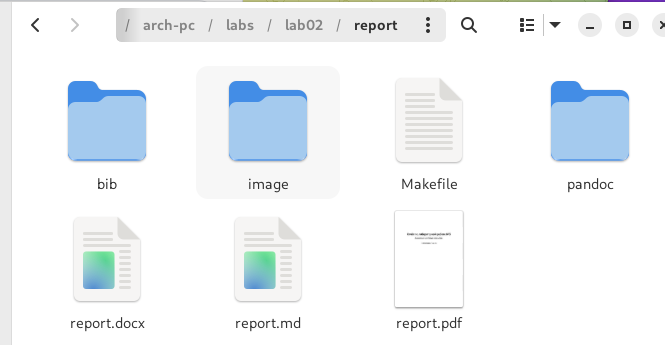 / arch-pc / labs / lab02 / report
bib image Makefile pandoc
report.docx report.md report.pdf